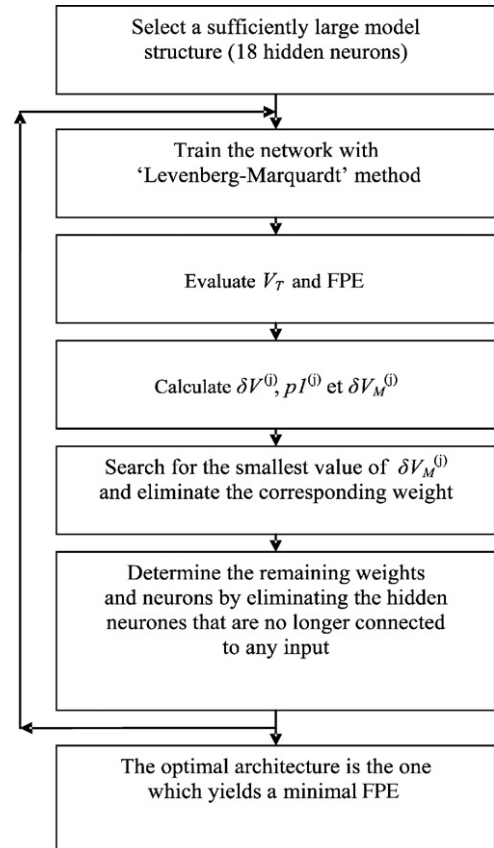 Select a sufficiently large model
structure (18 hidden neurons)
Train the network with
‘Levenberg-Marquardt’ method
Evaluate V_T and FPE
Calculate δV^(j), p1^(j) et δV_M^(j)
Search for the smallest value of δV_M^(j)
and eliminate the corresponding weight
Determine the remaining weights
and neurons by eliminating the hidden
neurones that are no longer connected
to any input
The optimal architecture is the one
which yields a minimal FPE